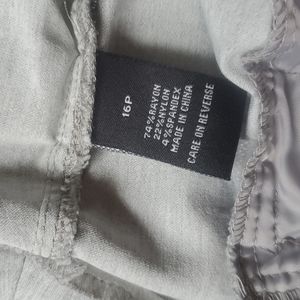 16P
74%RAYON
22%NYLON
4%SPANDEX
MADE IN CHINA
CARE ON REVERSE